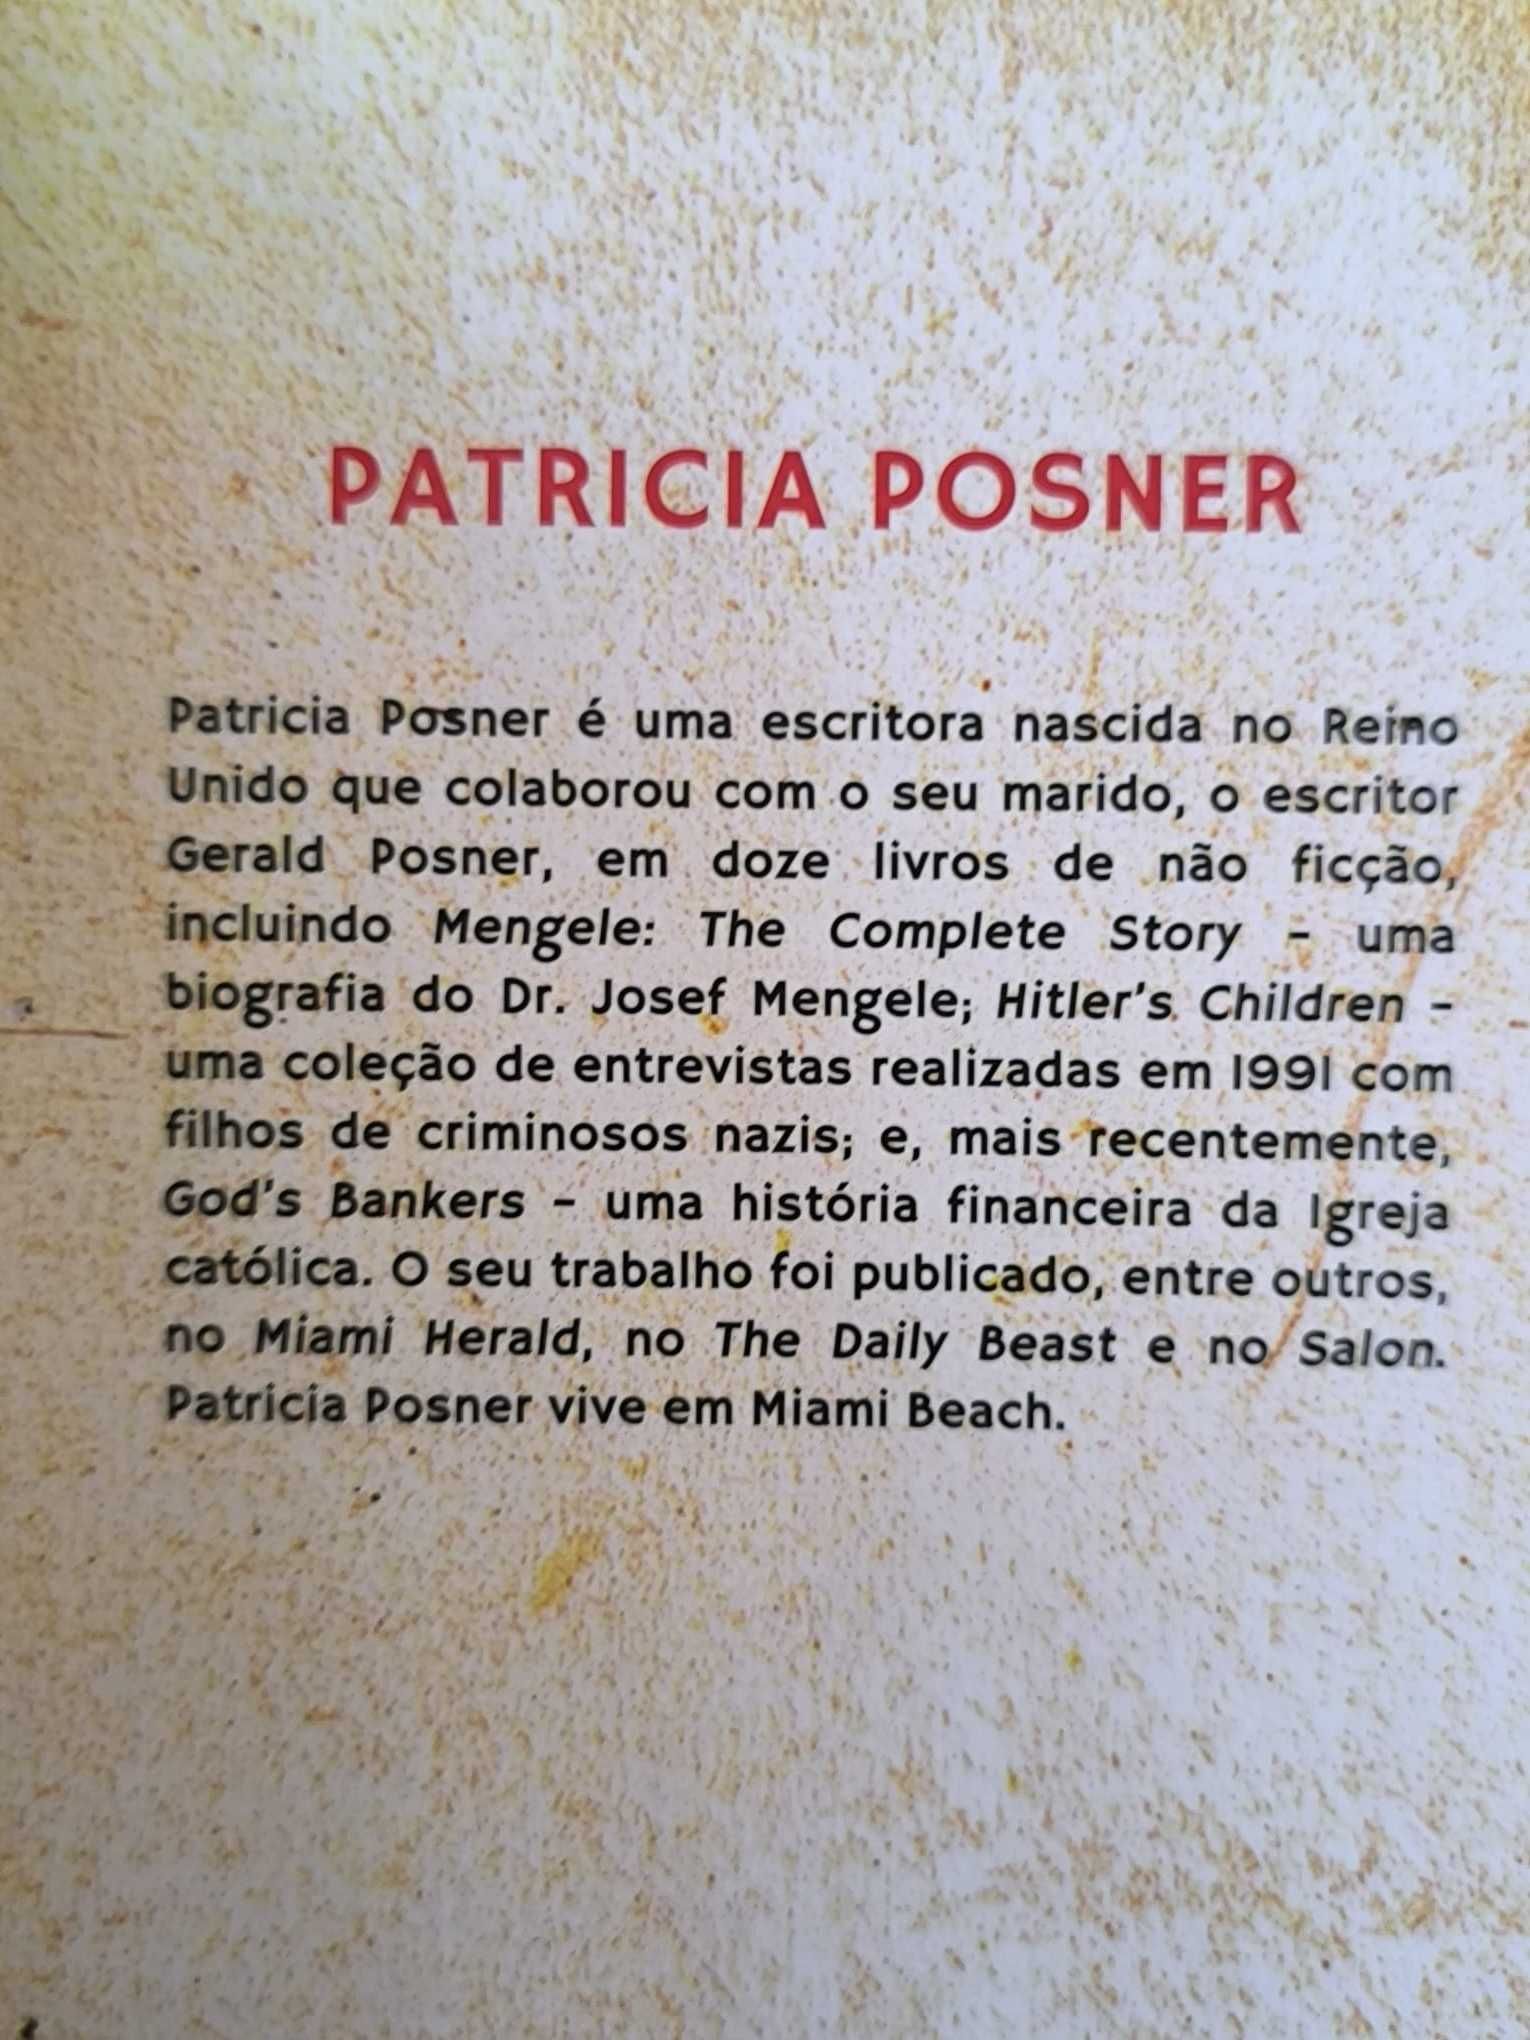 PATRICIA POSNER
Patricia Posner é uma escritora nascida no Reino
Unido que colaborou com o seu marido, o escritor
Gerald Posner, em doze livros de não ficção,
incluindo Mengele: The Complete Story – uma
biografia do Dr. Josef Mengele; Hitler's Children –
uma coleção de entrevistas realizadas em 1991 com
filhos de criminosos nazis; e, mais recentemente,
God's Bankers – uma história financeira da Igreja
católica. O seu trabalho foi publicado, entre outros,
no Miami Herald, no The Daily Beast e no Salon.
Patricia Posner vive em Miami Beach.